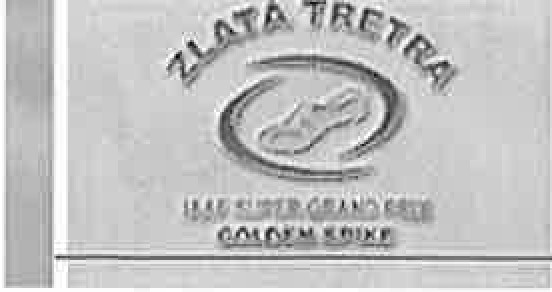 ZLATA TRETRA
IAAF SUPER GRAND PRIX
GOLDEN SPIKE